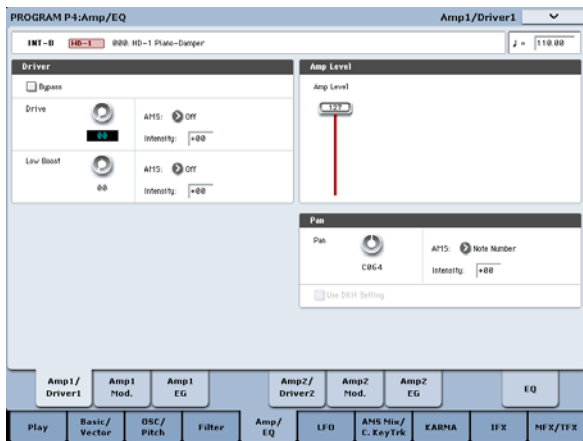 PROGRAM P4:Amp/EQ
Amp1/Driver1
INT-B HD-1 000: HD-1 Piano-Damper
♩ = 110.00
Driver
Bypass
Drive
00
AMS: Off
Intensity: +00
Low Boost
00
AMS: Off
Intensity: +00
Amp Level
Amp Level
127
Pan
Pan
C064
AMS: Note Number
Intensity: +00
Use DKit Setting
Amp1/ Driver1
Amp1 Mod.
Amp1 EG
Amp2/ Driver2
Amp2 Mod.
Amp2 EG
EQ
Play
Basic/ Vector
OSC/ Pitch
Filter
Amp/ EQ
LFO
AMS Mix/ C. KeyTrk
KARMA
IFX
MFX/TFX